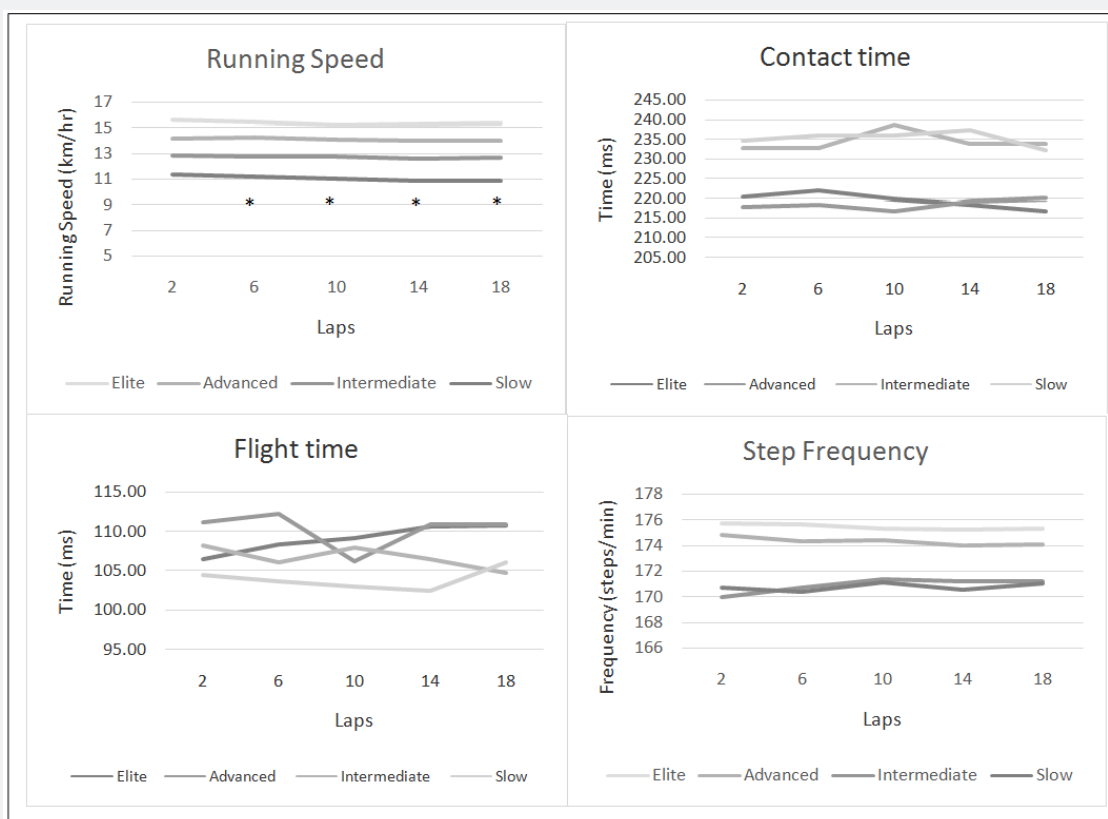 Running Speed
Running Speed (km/hr)
17
15
13
11
9
7
5
* * * *
2 6 10 14 18
Laps
Elite Advanced Intermediate Slow
Contact time
Time (ms)
245.00
240.00
235.00
230.00
225.00
220.00
215.00
210.00
205.00
2 6 10 14 18
Laps
Elite Advanced Intermediate Slow
Flight time
Time (ms)
115.00
110.00
105.00
100.00
95.00
2 6 10 14 18
Laps
Elite Advanced Intermediate Slow
Step Frequency
Frequency (steps/min)
178
176
174
172
170
168
166
2 6 10 14 18
Laps
Elite Advanced Intermediate Slow